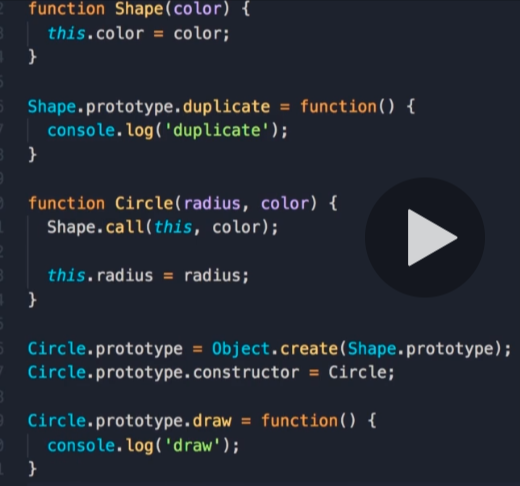 function Shape(color) {
this.color = color;
}
Shape.prototype.duplicate = function() {
console.log('duplicate');
}
function Circle(radius, color) {
Shape.call(this, color);
this.radius = radius;
}
Circle.prototype = Object.create(Shape.prototype);
Circle.prototype.constructor = Circle;
Circle.prototype.draw = function() {
console.log('draw');
}